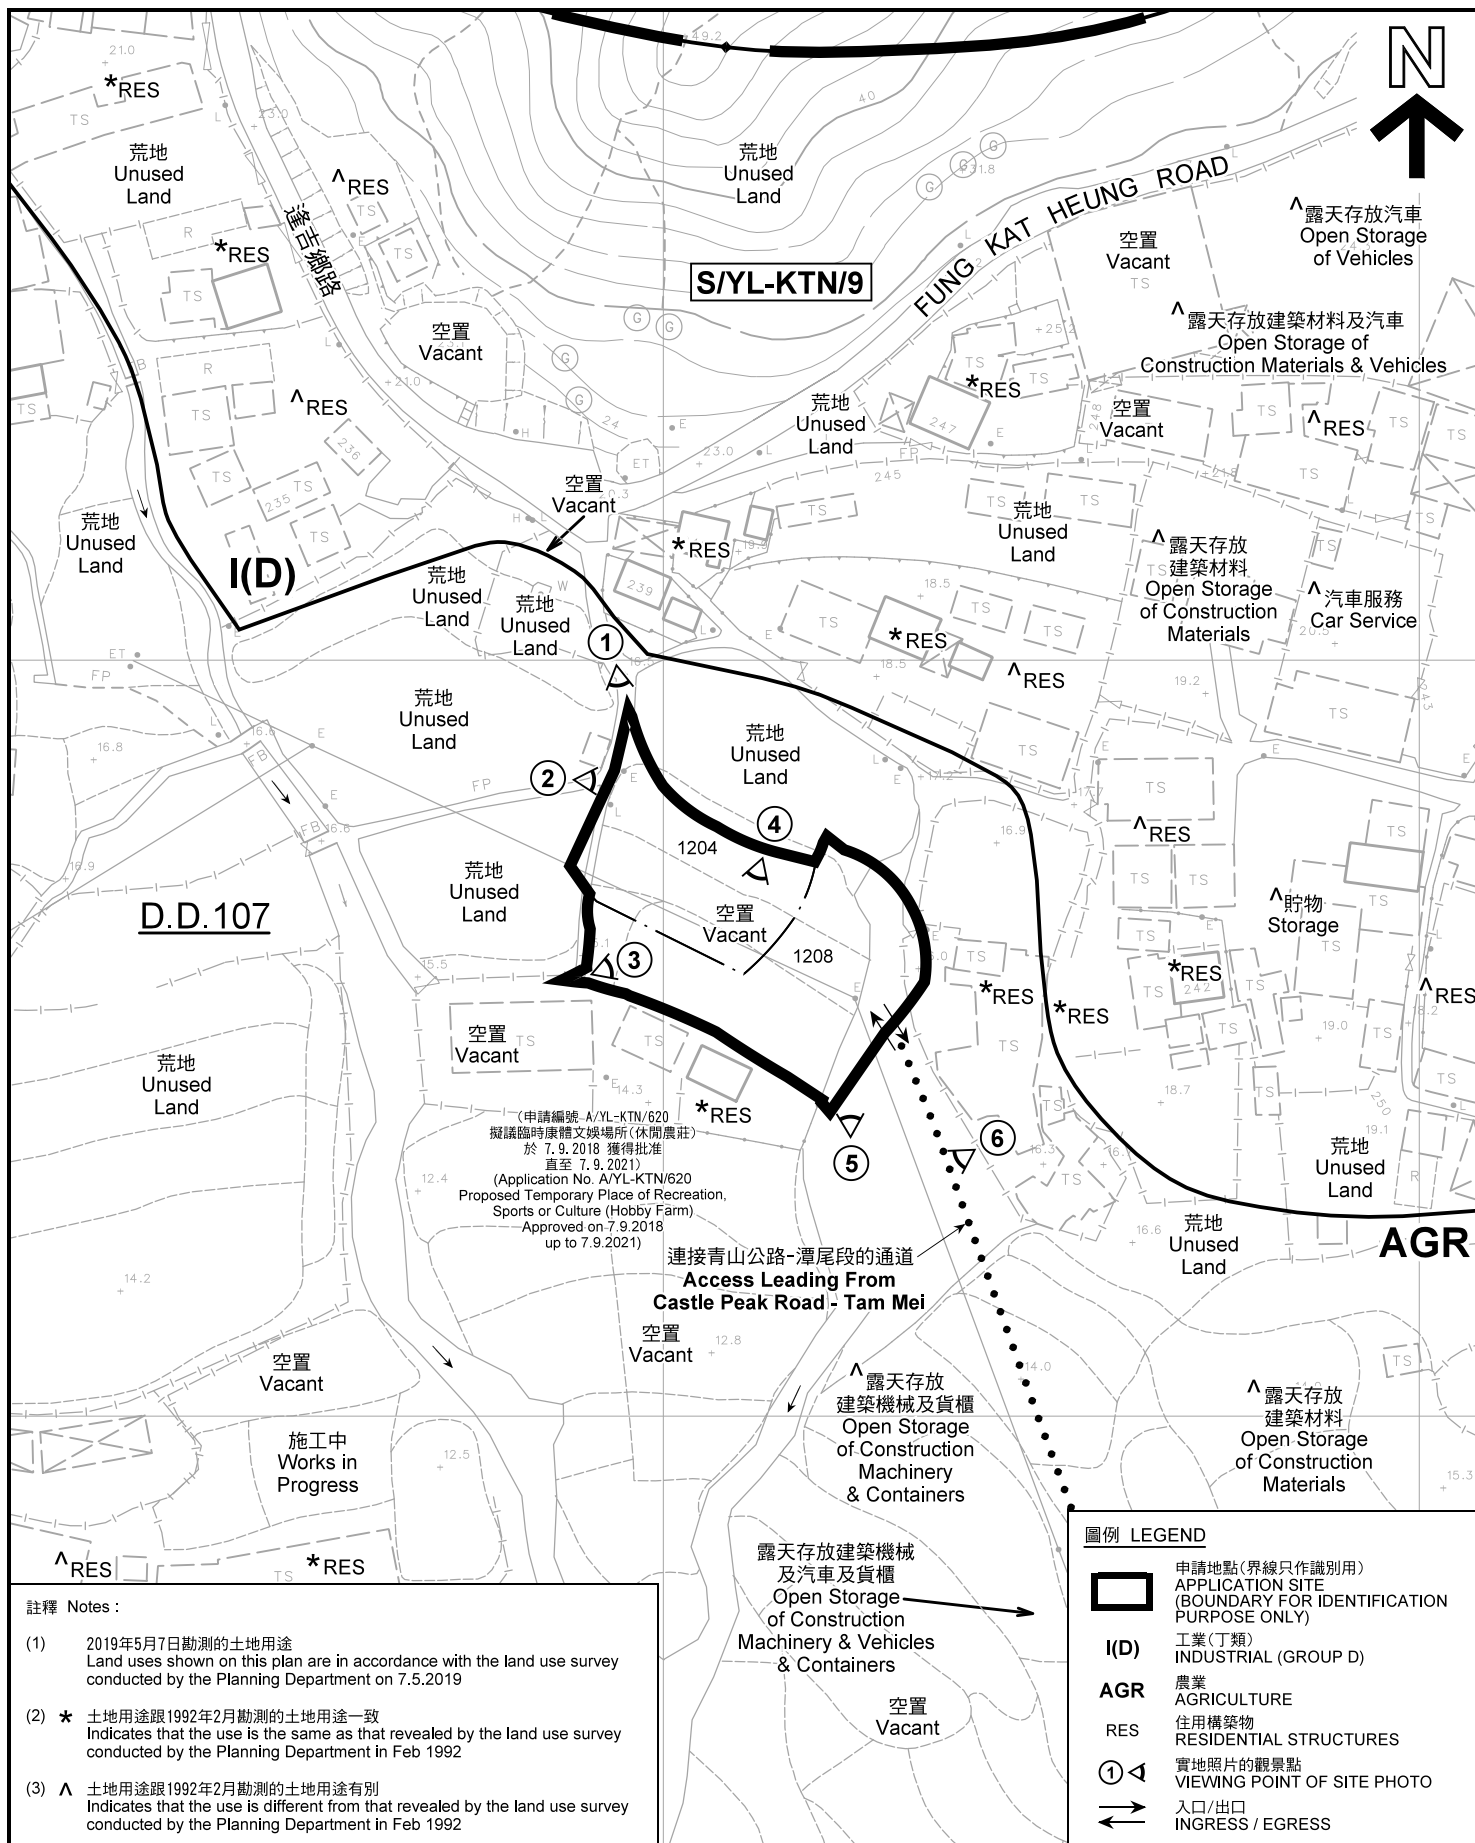 N
*RES
荒地
Unused
Land
^RES
逢吉鄉路
*RES
荒地
Unused
Land
FUNG KAT HEUNG ROAD
S/YL-KTN/9
^露天存放汽車
Open Storage
of Vehicles
空置
Vacant
^露天存放建築材料及汽車
Open Storage of
Construction Materials & Vehicles
空置
Vacant
^RES
*RES
荒地
Unused
Land
空置
Vacant
^RES
空置
Vacant
荒地
Unused
Land
*RES
荒地
Unused
Land
^露天存放
建築材料
Open Storage
of Construction
Materials
^汽車服務
Car Service
I(D)
荒地
Unused
Land
荒地
Unused
Land
1
*RES
^RES
荒地
Unused
Land
荒地
Unused
Land
2
4
1204
^RES
荒地
Unused
Land
空置
Vacant
D.D.107
^貯物
Storage
3
1208
*RES
*RES
*RES
^RES
空置
Vacant
荒地
Unused
Land
*RES
(申請編號 A/YL-KTN/620
擬議臨時康體文娛場所(休閒農莊)
於 7.9.2018 獲得批准
直至 7.9.2021)
(Application No. A/YL-KTN/620
Proposed Temporary Place of Recreation,
Sports or Culture (Hobby Farm)
Approved on 7.9.2018
up to 7.9.2021)
5
6
荒地
Unused
Land
荒地
Unused
Land
AGR
連接青山公路-潭尾段的通道
Access Leading From
Castle Peak Road - Tam Mei
空置
Vacant
空置
Vacant
^露天存放
建築機械及貨櫃
Open Storage
of Construction
Machinery
& Containers
^露天存放
建築材料
Open Storage
of Construction
Materials
施工中
Works in
Progress
^RES
*RES
露天存放建築機械
及汽車及貨櫃
Open Storage
of Construction
Machinery & Vehicles
& Containers
空置
Vacant
註釋 Notes :
(1) 2019年5月7日勘測的土地用途
Land uses shown on this plan are in accordance with the land use survey
conducted by the Planning Department on 7.5.2019
(2) * 土地用途跟1992年2月勘測的土地用途一致
Indicates that the use is the same as that revealed by the land use survey
conducted by the Planning Department in Feb 1992
(3) ^ 土地用途跟1992年2月勘測的土地用途有別
Indicates that the use is different from that revealed by the land use survey
conducted by the Planning Department in Feb 1992
圖例 LEGEND
申請地點(界線只作識別用)
APPLICATION SITE
(BOUNDARY FOR IDENTIFICATION
PURPOSE ONLY)
I(D) 工業(丁類)
INDUSTRIAL (GROUP D)
AGR 農業
AGRICULTURE
RES 住用構築物
RESIDENTIAL STRUCTURES
1 實地照片的觀景點
VIEWING POINT OF SITE PHOTO
入口/出口
INGRESS / EGRESS